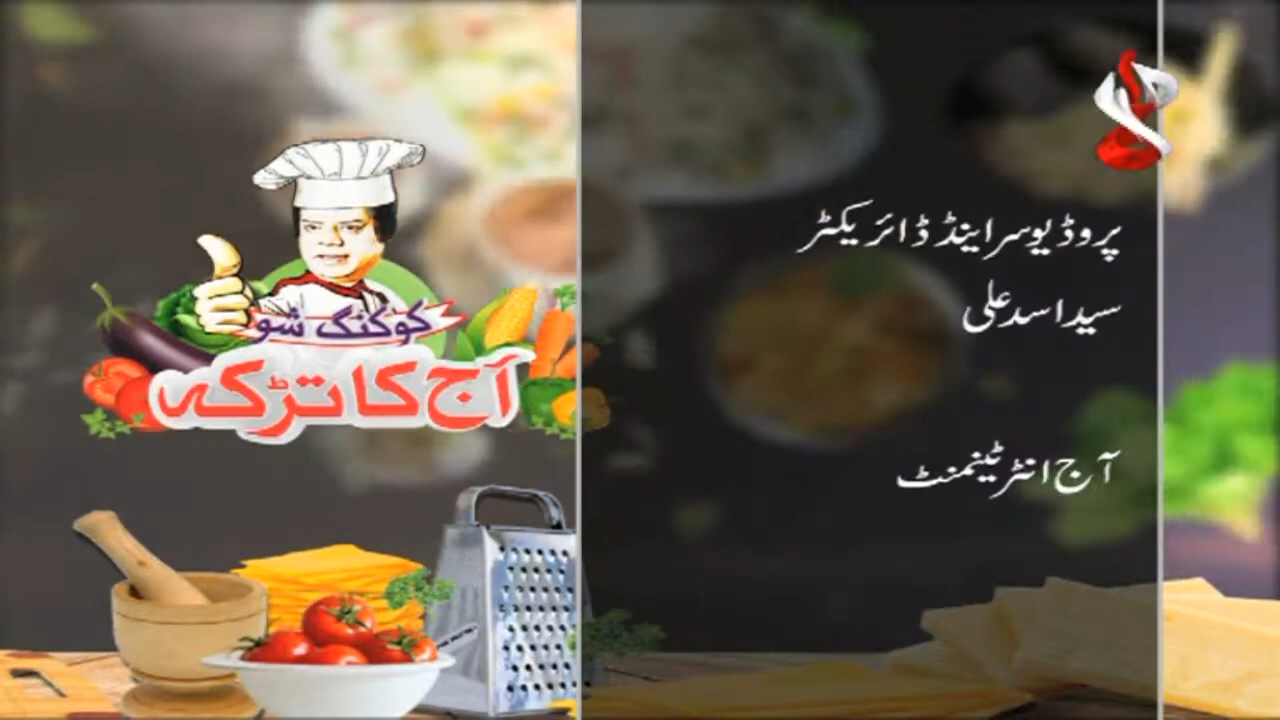 کوکنگ شو
آج کا تڑکہ
پروڈیوسر اینڈ ڈائریکٹر
سید اسد علی
آج انٹرٹینمنٹ